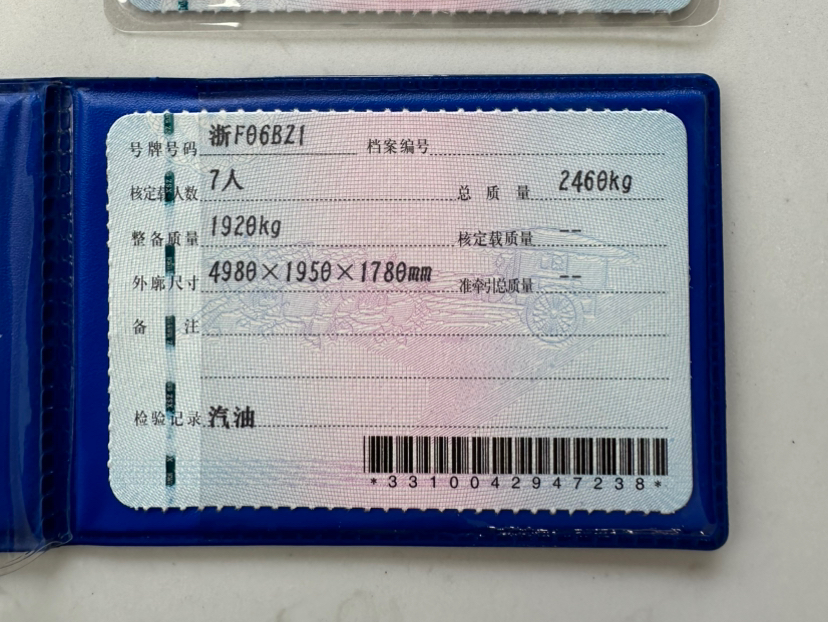 号牌号码 浙F06BZ1 档案编号
核定载人数 7人 总质量 2460kg
整备质量 1920kg 核定载质量 --
外廓尺寸 4980×1950×1780mm 准牵引总质量 --
备注
检验记录 汽油
*3310042947238*